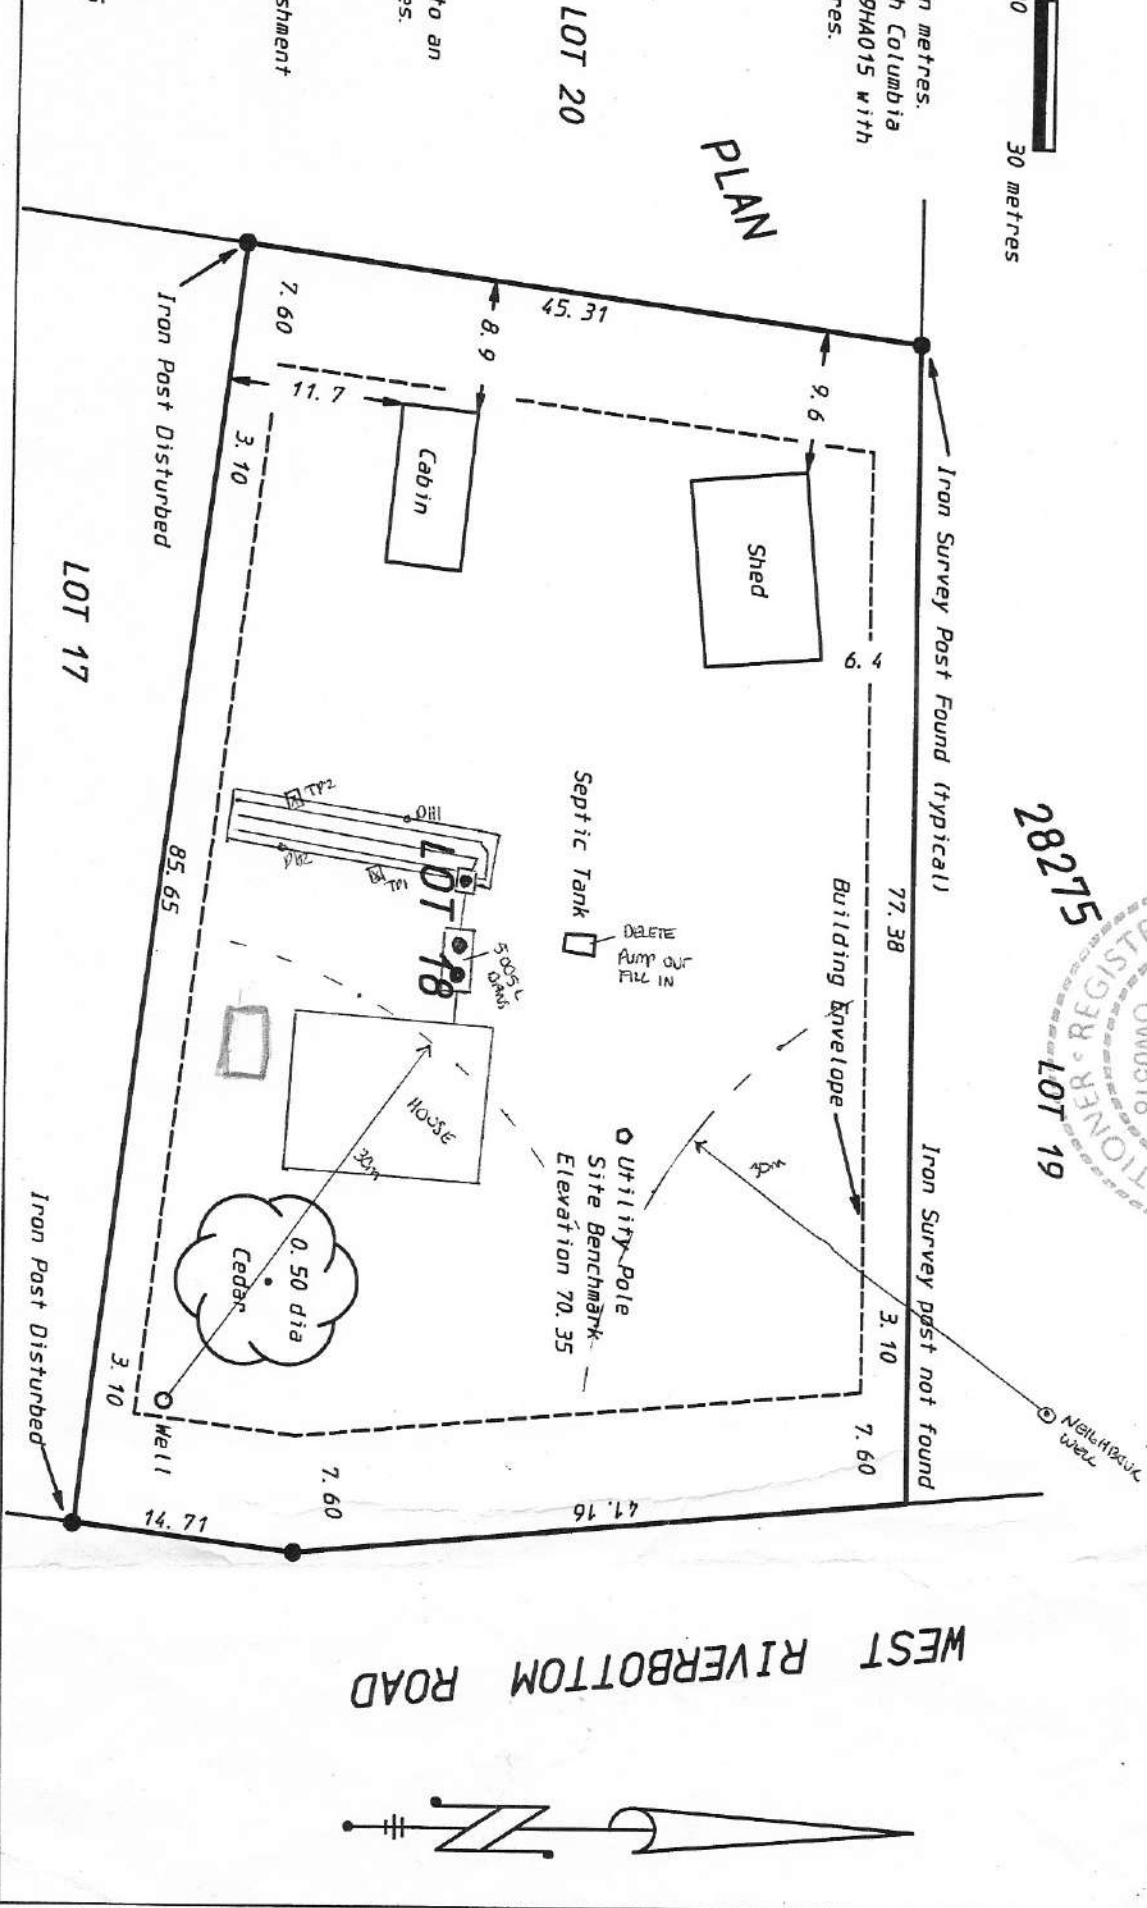 30 metres
n metres.
h Columbia
9HA015 with
res.
LOT 20
to an
es.
shment
PLAN
28275
LOT 19
Iron Survey Post Found (typical)
Iron Survey post not found
77.38
6.4
Building Envelope
3.10
7.60
45.31
9.6
8.9
7.60
11.7
3.10
Shed
Cabin
Iron Post Disturbed
LOT 17
85.65
Septic Tank
DELETE
PUMP OUT
FILL IN
TP2
DH1
DH2
TP1
LOT 18
HOUSE
30m
30m
Utility Pole
Site Benchmark
Elevation 70.35
0.50 dia
Cedar
Well
3.10
7.60
14.71
41.16
Iron Post Disturbed
NEIGHBOUR
WELL
WEST RIVERBOTTOM ROAD
N